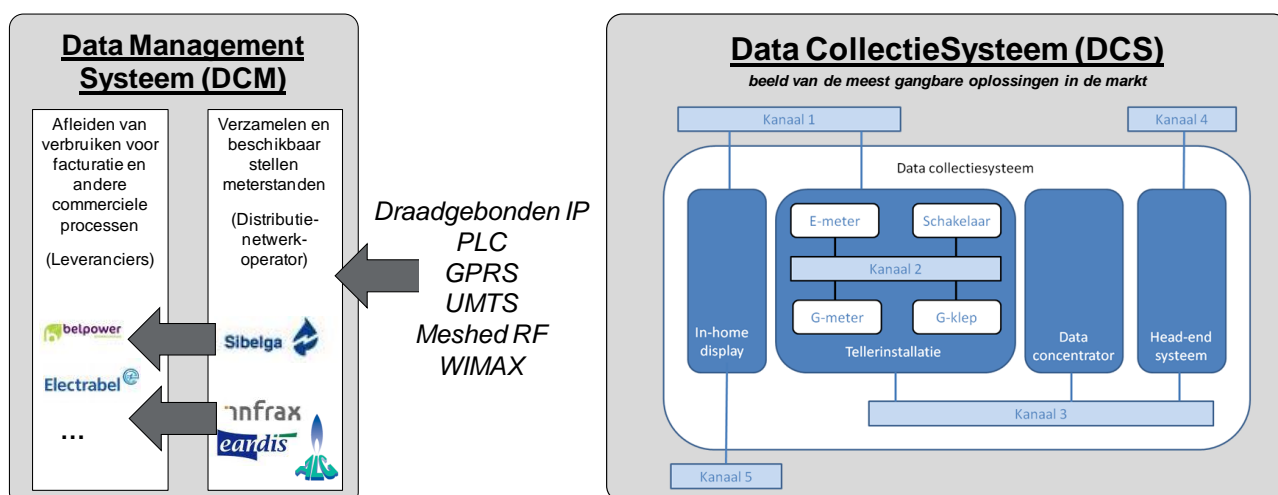 Data Management
Systeem (DCM)
Afleiden van
verbruiken voor
facturatie en
andere
commerciele
processen
(Leveranciers)
belpower
Electrabel
...
Verzamelen en
beschikbaar
stellen
meterstanden
(Distributie-
netwerk-
operator)
Sibelga
infrax
eandis
ALG
Draadgebonden IP
PLC
GPRS
UMTS
Meshed RF
WIMAX
Data CollectieSysteem (DCS)
beeld van de meest gangbare oplossingen in de markt
Kanaal 1
Kanaal 4
Data collectiesysteem
E-meter
Schakelaar
Kanaal 2
G-meter
G-klep
In-home
display
Tellerinstallatie
Data
concentrator
Head-end
systeem
Kanaal 3
Kanaal 5